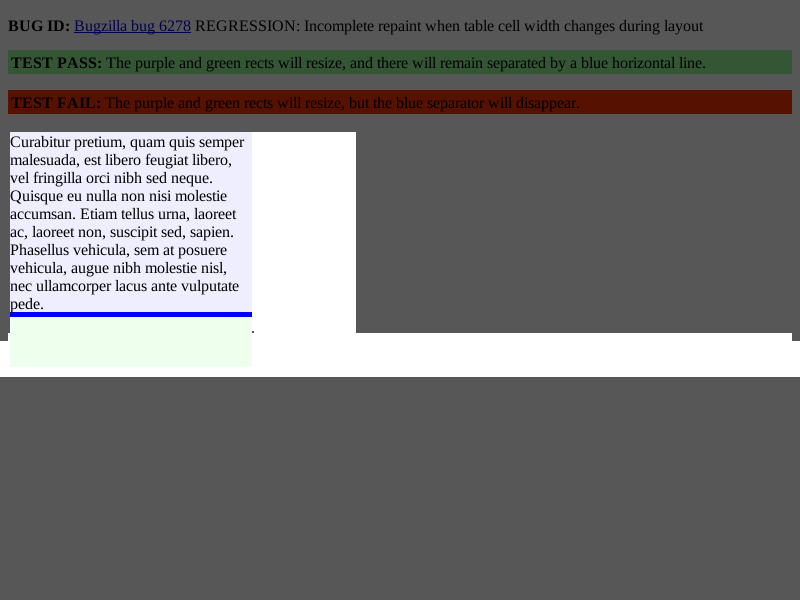 BUG ID: Bugzilla bug 6278 REGRESSION: Incomplete repaint when table cell width changes during layout
TEST PASS: The purple and green rects will resize, and there will remain separated by a blue horizontal line.
TEST FAIL: The purple and green rects will resize, but the blue separator will disappear.
Curabitur pretium, quam quis semper
malesuada, est libero feugiat libero,
vel fringilla orci nibh sed neque.
Quisque eu nulla non nisi molestie
accumsan. Etiam tellus urna, laoreet
ac, laoreet non, suscipit sed, sapien.
Phasellus vehicula, sem at posuere
vehicula, augue nibh molestie nisl,
nec ullamcorper lacus ante vulputate
pede.
.